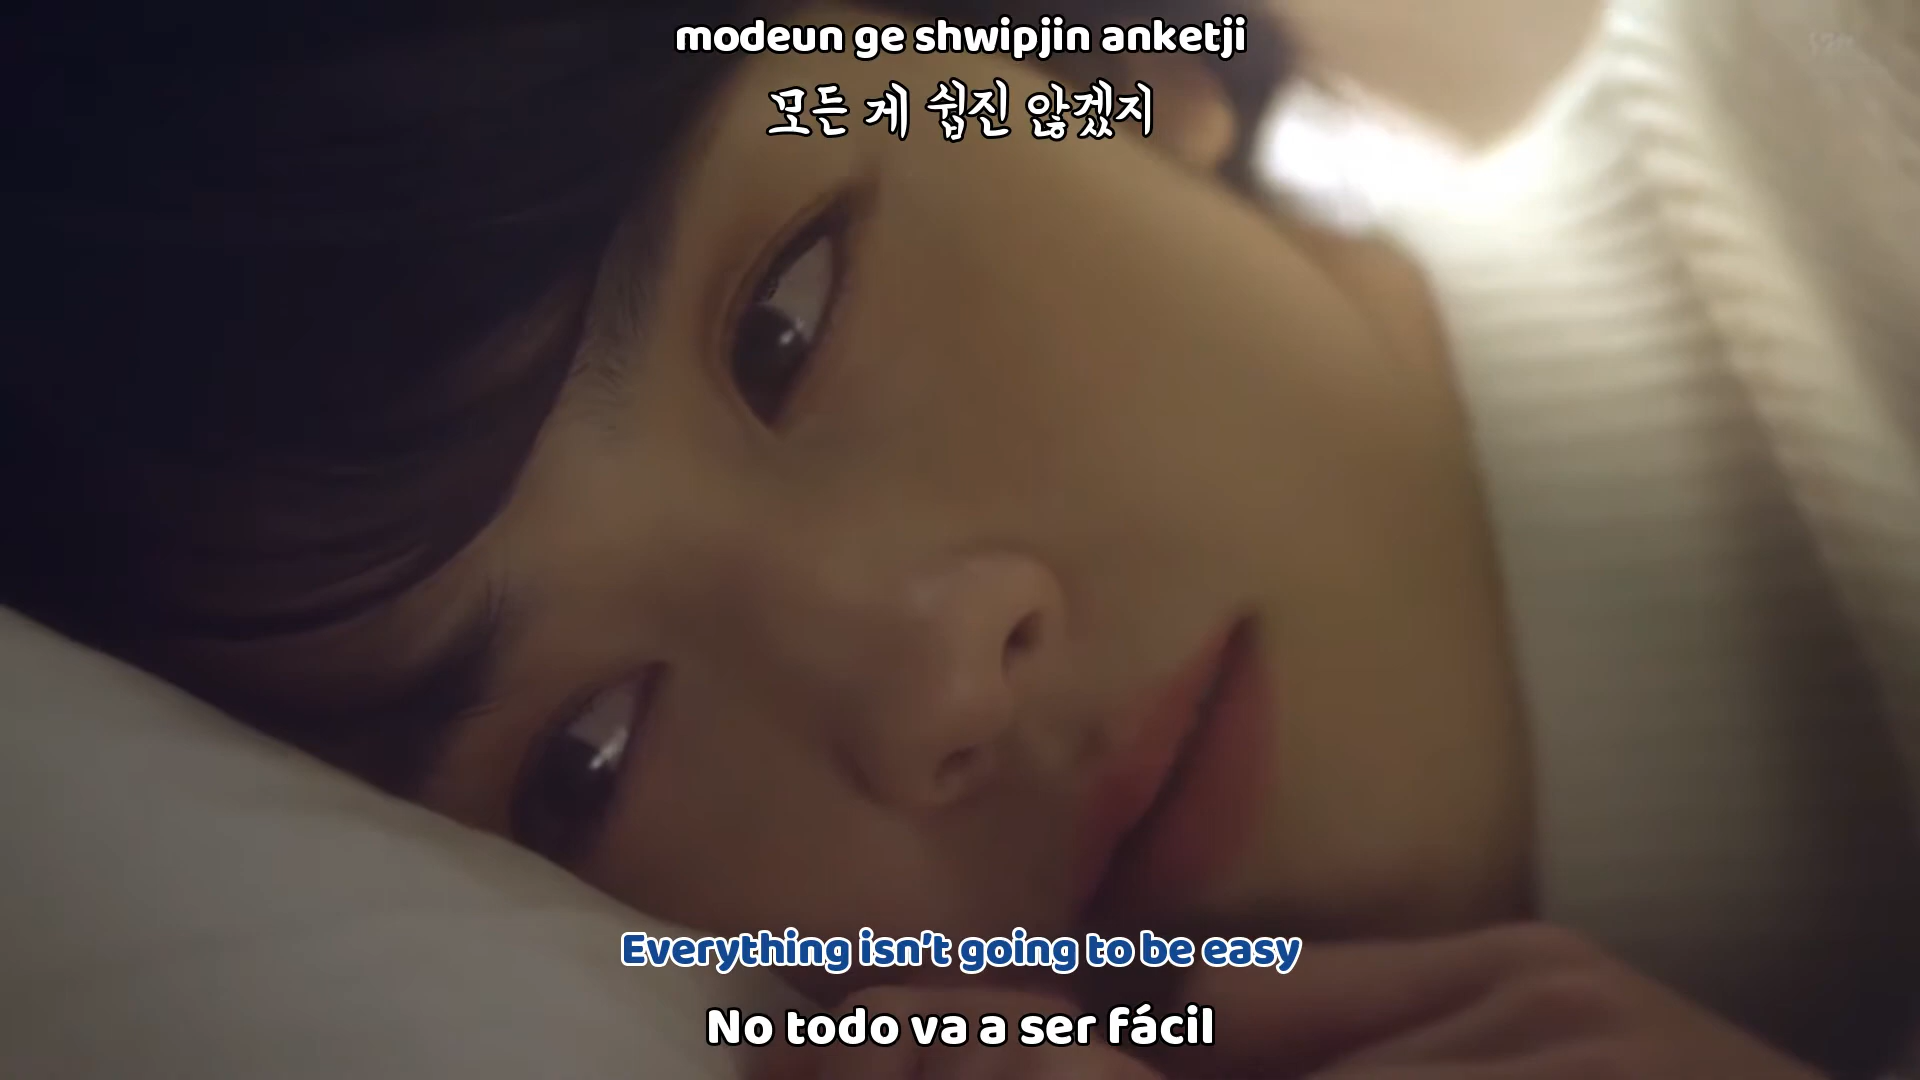 modeun ge shwipjin anketji
모든 게 쉽진 않겠지
Everything isn't going to be easy
No todo va a ser fácil